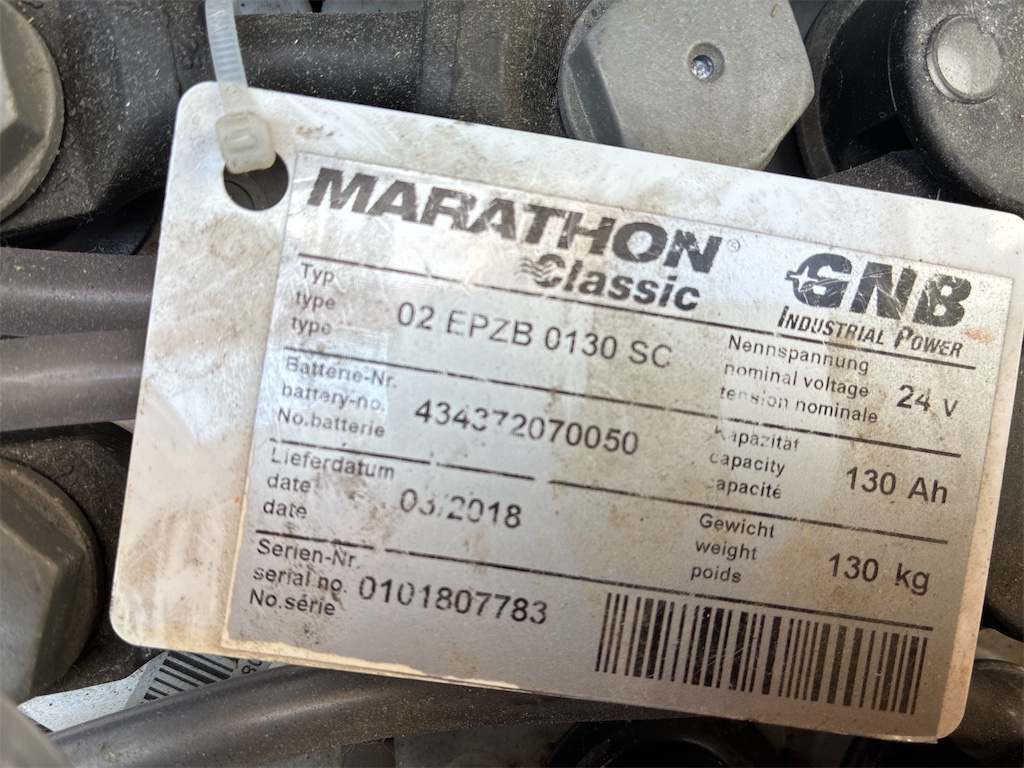 MARATHON®
Classic
GNB
INDUSTRIAL POWER
Typ
type
type
02 EPZB 0130 SC
Nennspannung
nominal voltage
tension nominale
24 V
Batterie-Nr.
battery-no.
No.batterie
434372070050
Kapazität
capacity
capacité
130 Ah
Lieferdatum
date
date
03/2018
Gewicht
weight
poids
130 kg
Serien-Nr
serial no.
No.série
0101807783